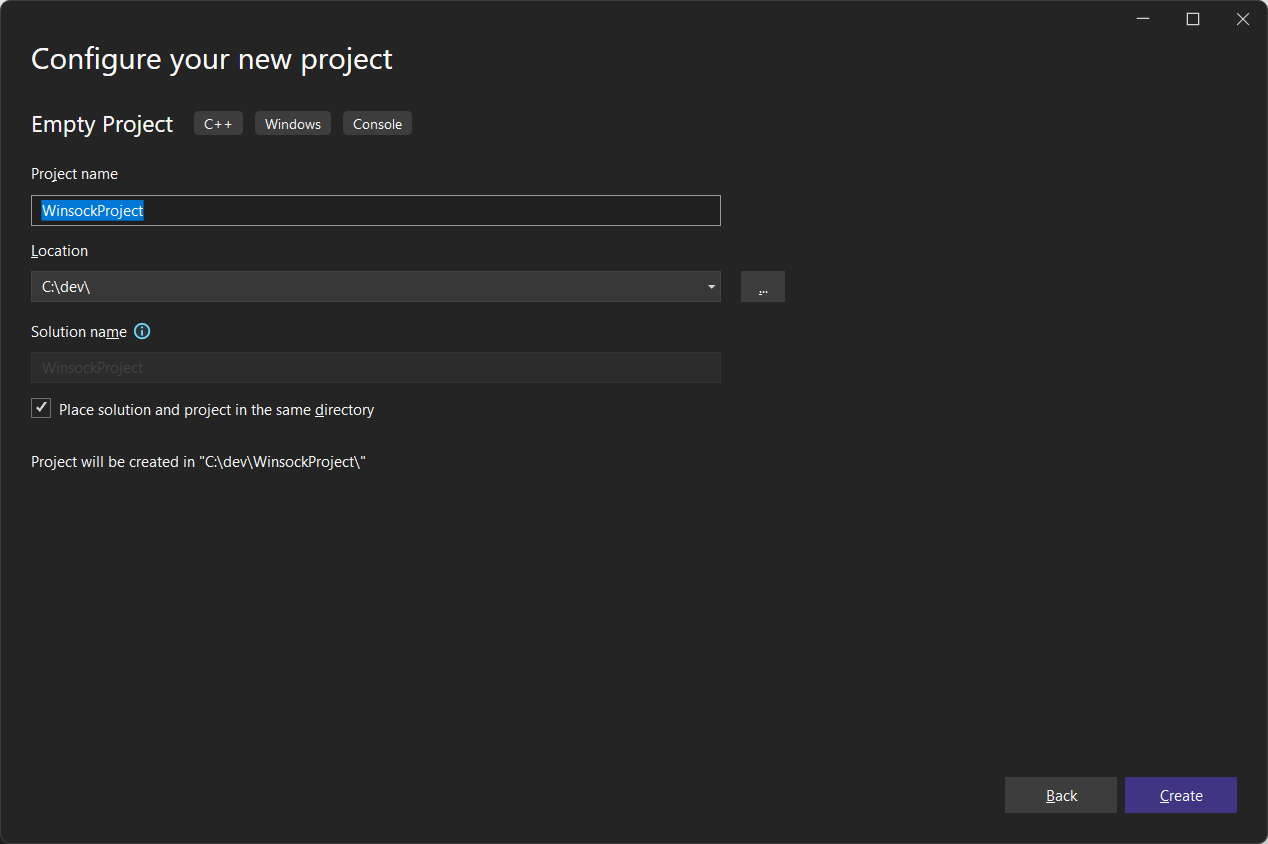 Configure your new project
Empty Project C++ Windows Console
Project name
WinsockProject
Location
C:\dev\
...
Solution name
WinsockProject
Place solution and project in the same directory
Project will be created in "C:\dev\WinsockProject\"
Back Create